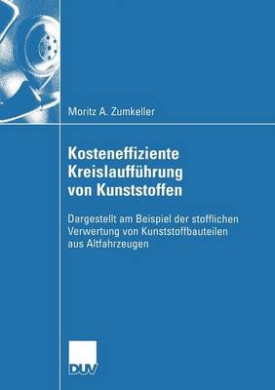 Moritz A. Zumkeller
Kosteneffiziente
Kreislaufführung
von Kunststoffen
Dargestellt am Beispiel der stofflichen
Verwertung von Kunststoffbauteilen
aus Altfahrzeugen
DUV